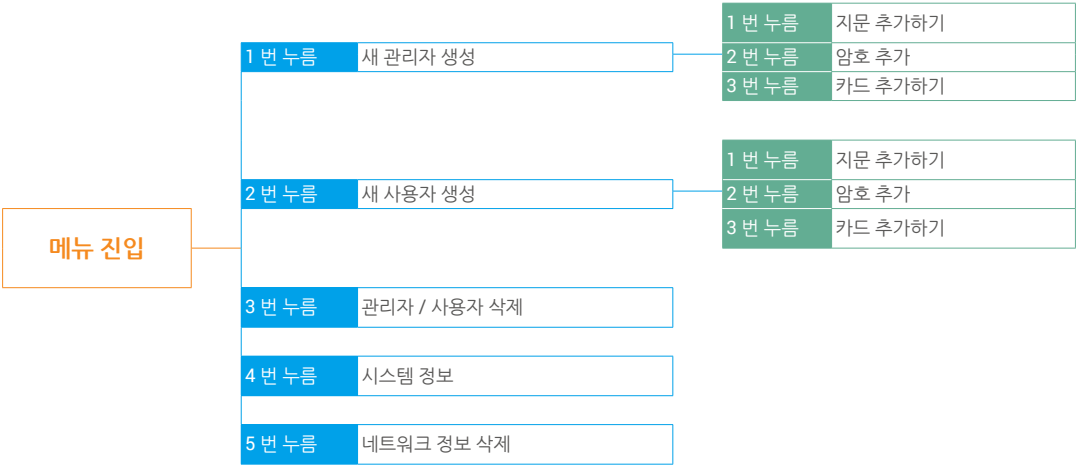 메뉴 진입
1 번 누름 새 관리자 생성
1 번 누름 지문 추가하기
2 번 누름 암호 추가
3 번 누름 카드 추가하기
2 번 누름 새 사용자 생성
1 번 누름 지문 추가하기
2 번 누름 암호 추가
3 번 누름 카드 추가하기
3 번 누름 관리자 / 사용자 삭제
4 번 누름 시스템 정보
5 번 누름 네트워크 정보 삭제